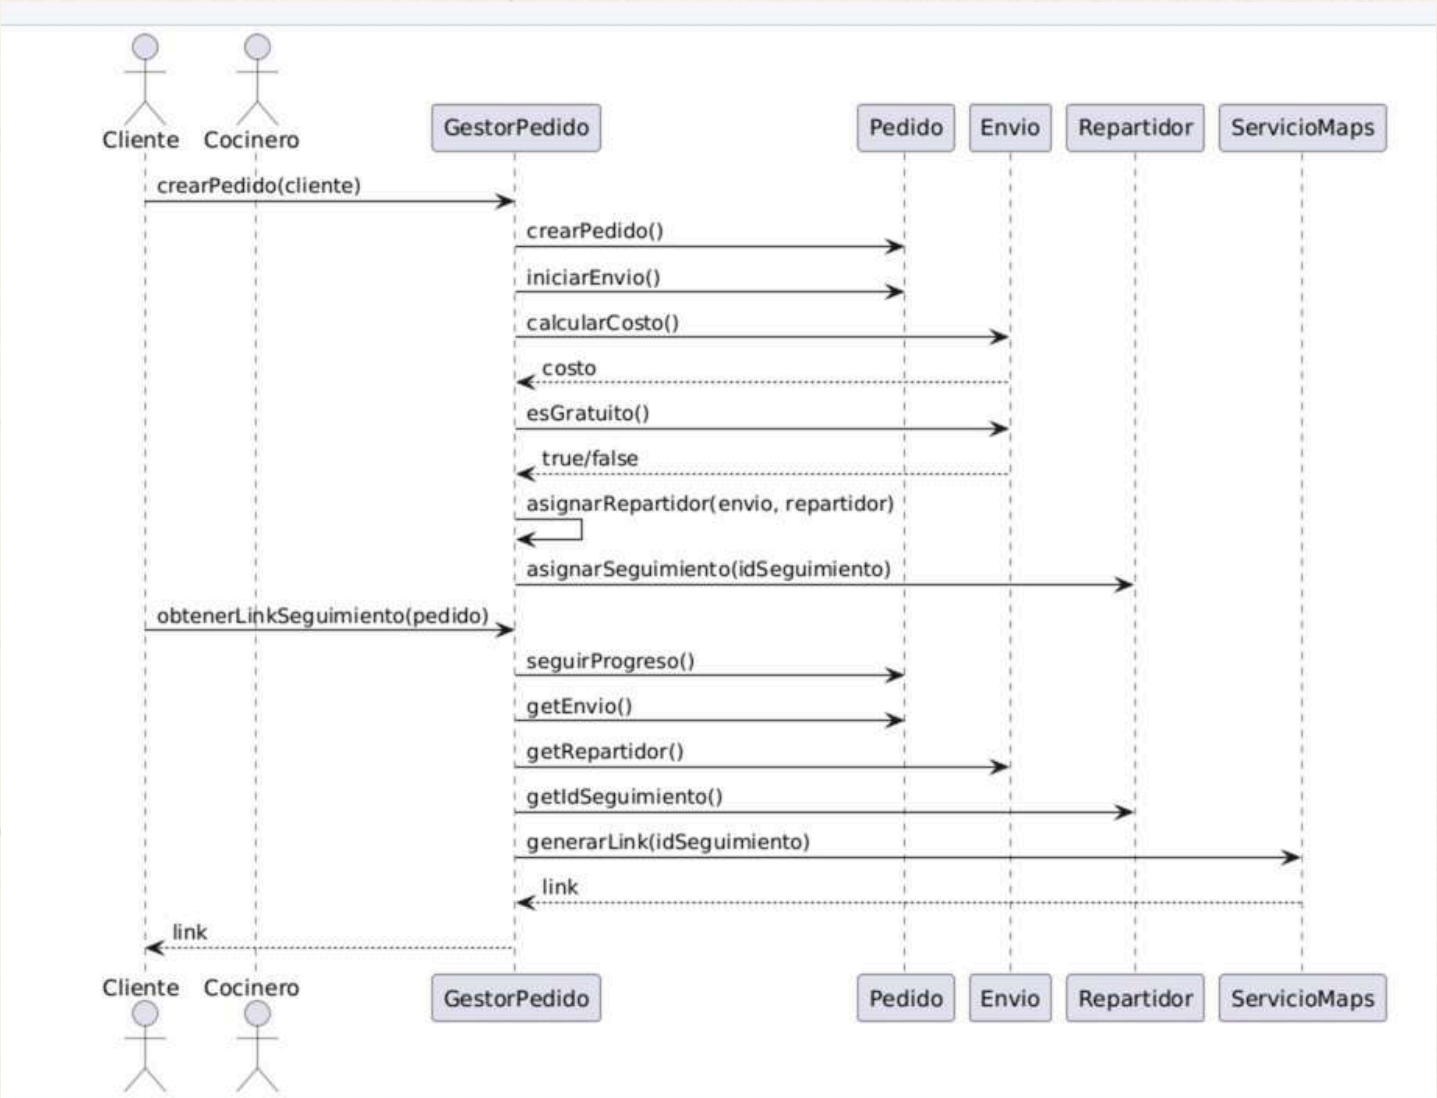 Cliente Cocinero GestorPedido Pedido Envio Repartidor ServicioMaps
crearPedido(cliente)
crearPedido()
iniciarEnvio()
calcularCosto()
costo
esGratuito()
true/false
asignarRepartidor(envio, repartidor)
asignarSeguimiento(idSeguimiento)
obtenerLinkSeguimiento(pedido)
seguirProgreso()
getEnvio()
getRepartidor()
getIdSeguimiento()
generarLink(idSeguimiento)
link
link
Cliente Cocinero GestorPedido Pedido Envio Repartidor ServicioMaps